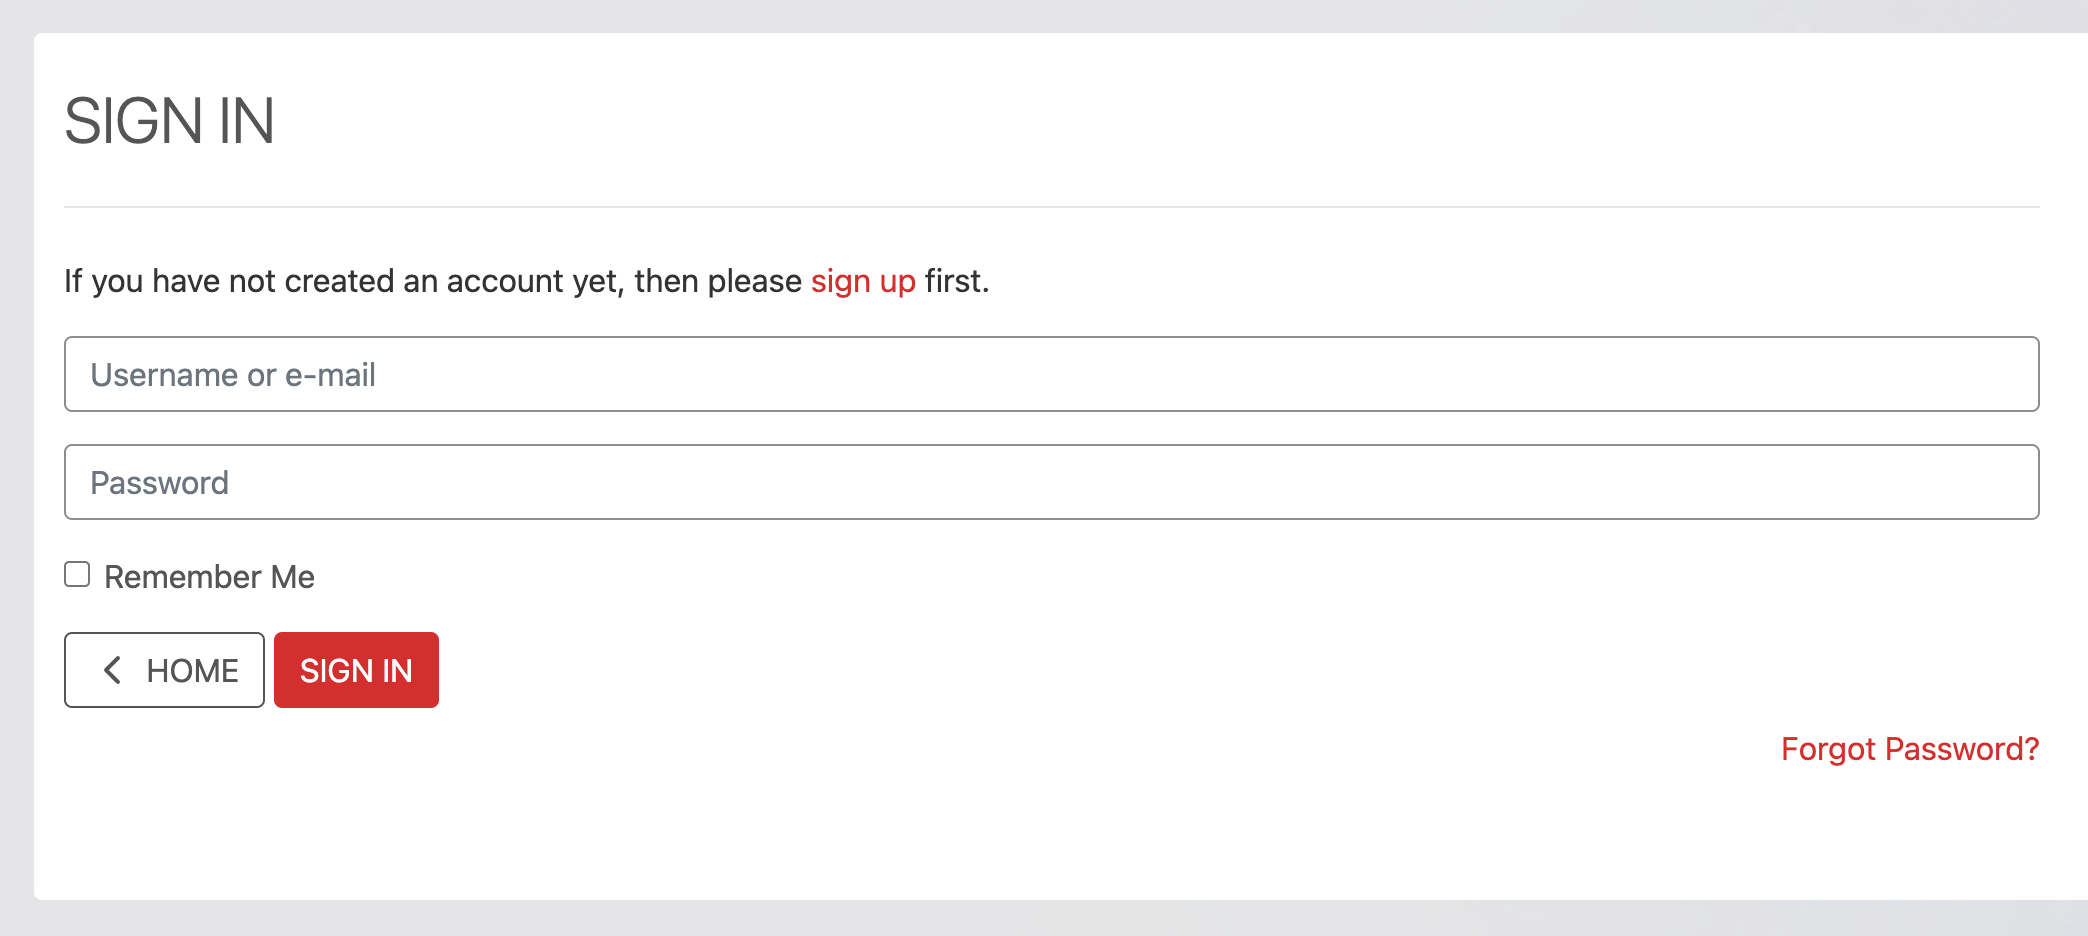 SIGN IN
If you have not created an account yet, then please sign up first.
Username or e-mail
Password
Remember Me
HOME
SIGN IN
Forgot Password?